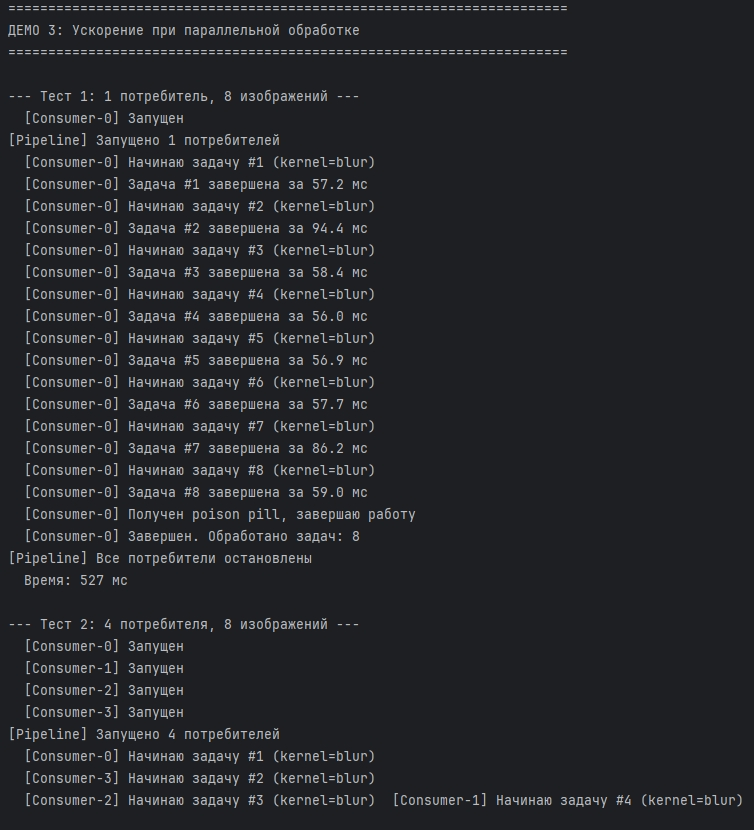 ======================================================================
ДЕМО 3: Ускорение при параллельной обработке
======================================================================
--- Тест 1: 1 потребитель, 8 изображений ---
[Consumer-0] Запущен
[Pipeline] Запущено 1 потребителей
[Consumer-0] Начинаю задачу #1 (kernel=blur)
[Consumer-0] Задача #1 завершена за 57.2 мс
[Consumer-0] Начинаю задачу #2 (kernel=blur)
[Consumer-0] Задача #2 завершена за 94.4 мс
[Consumer-0] Начинаю задачу #3 (kernel=blur)
[Consumer-0] Задача #3 завершена за 58.4 мс
[Consumer-0] Начинаю задачу #4 (kernel=blur)
[Consumer-0] Задача #4 завершена за 56.0 мс
[Consumer-0] Начинаю задачу #5 (kernel=blur)
[Consumer-0] Задача #5 завершена за 56.9 мс
[Consumer-0] Начинаю задачу #6 (kernel=blur)
[Consumer-0] Задача #6 завершена за 57.7 мс
[Consumer-0] Начинаю задачу #7 (kernel=blur)
[Consumer-0] Задача #7 завершена за 86.2 мс
[Consumer-0] Начинаю задачу #8 (kernel=blur)
[Consumer-0] Задача #8 завершена за 59.0 мс
[Consumer-0] Получен poison pill, завершаю работу
[Consumer-0] Завершен. Обработано задач: 8
[Pipeline] Все потребители остановлены
Время: 527 мс
--- Тест 2: 4 потребителя, 8 изображений ---
[Consumer-0] Запущен
[Consumer-1] Запущен
[Consumer-2] Запущен
[Consumer-3] Запущен
[Pipeline] Запущено 4 потребителей
[Consumer-0] Начинаю задачу #1 (kernel=blur)
[Consumer-3] Начинаю задачу #2 (kernel=blur)
[Consumer-2] Начинаю задачу #3 (kernel=blur)  [Consumer-1] Начинаю задачу #4 (kernel=blur)